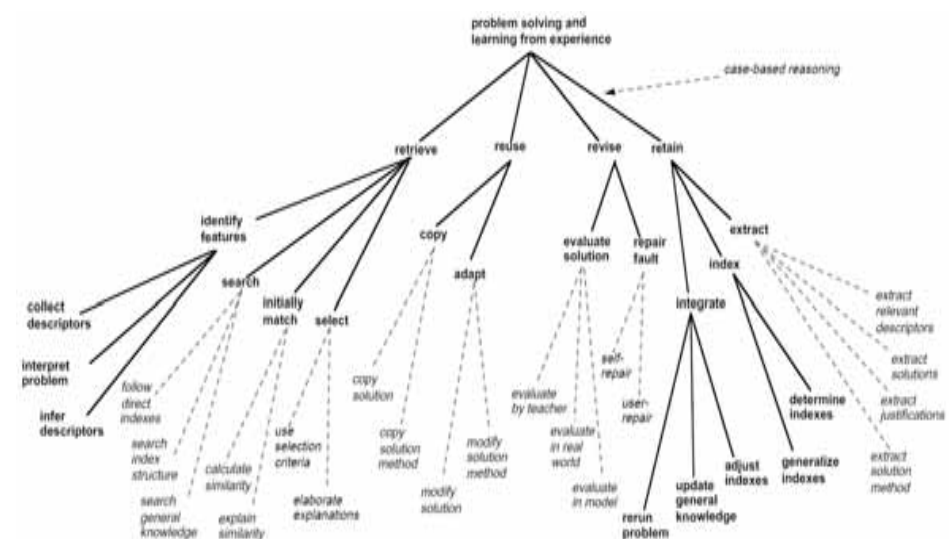 problem solving and
learning from experience
case-based reasoning
retrieve
reuse
revise
retain
identify
features
search
initially
match
select
copy
adapt
evaluate
solution
repair
fault
integrate
index
extract
collect
descriptors
interpret
problem
infer
descriptors
follow
direct
indexes
search
index
structure
search
general
knowledge
calculate
similarity
explain
similarity
use
selection
criteria
elaborate
explanations
copy
solution
copy
solution
method
modify
solution
modify
solution
method
evaluate
by teacher
evaluate
in real
world
evaluate
in model
self-
repair
user-
repair
rerun
problem
update
general
knowledge
adjust
indexes
generalize
indexes
determine
indexes
extract
relevant
descriptors
extract
solutions
extract
justifications
extract
solution
method